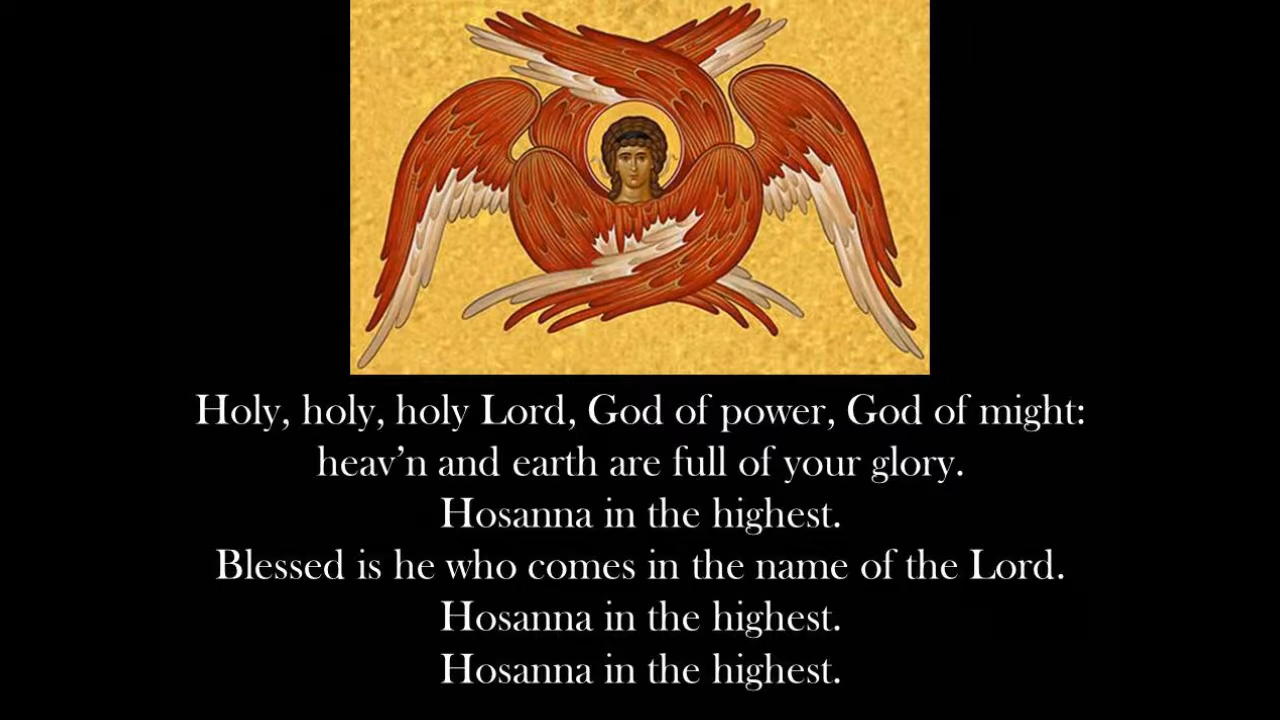 Holy, holy, holy Lord, God of power, God of might:
heav’n and earth are full of your glory.
Hosanna in the highest.
Blessed is he who comes in the name of the Lord.
Hosanna in the highest.
Hosanna in the highest.